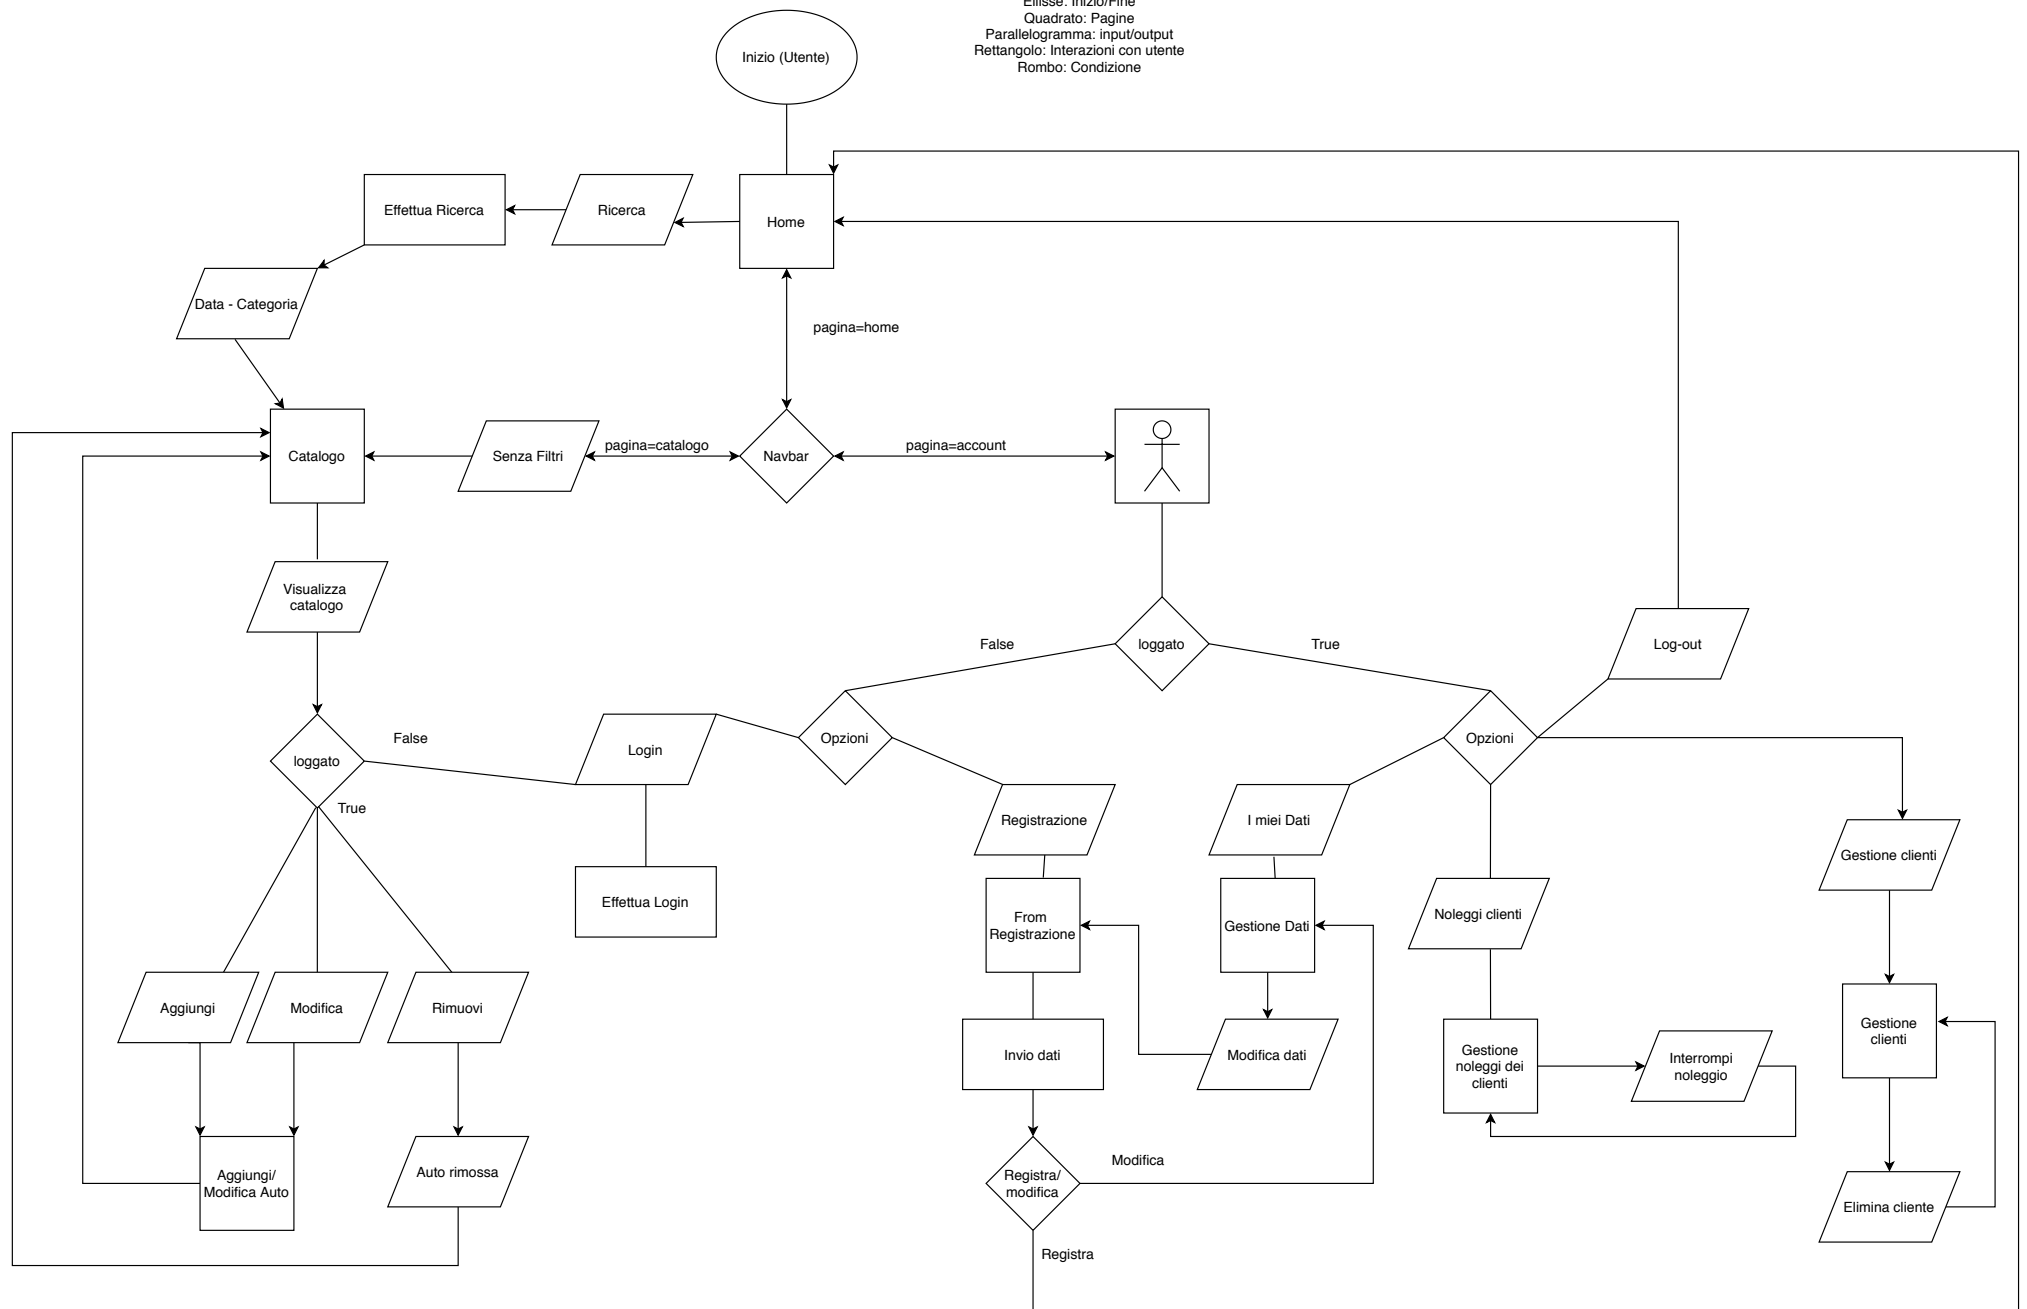 Ellisse: Inizio/Fine
Quadrato: Pagine
Parallelogramma: input/output
Rettangolo: Interazioni con utente
Rombo: Condizione
Inizio (Utente)
Effettua Ricerca
Ricerca
Home
Data - Categoria
pagina=home
Catalogo
Senza Filtri
pagina=catalogo
Navbar
pagina=account
Visualizza
catalogo
False
loggato
True
Log-out
loggato
False
True
Login
Opzioni
Opzioni
Registrazione
I miei Dati
Gestione clienti
Effettua Login
From
Registrazione
Gestione Dati
Noleggi clienti
Aggiungi
Modifica
Rimuovi
Invio dati
Modifica dati
Gestione
noleggi dei
clienti
Interrompi
noleggio
Gestione
clienti
Aggiungi/
Modifica Auto
Auto rimossa
Registra/
modifica
Modifica
Elimina cliente
Registra